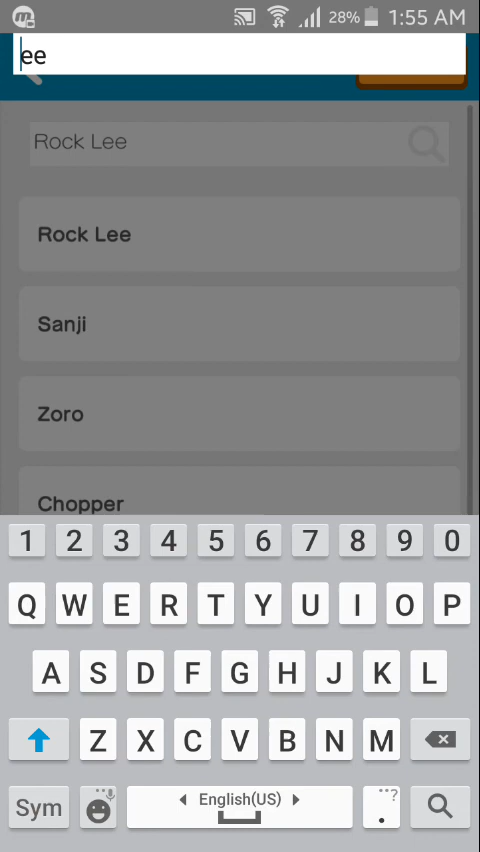 28% 1:55 AM
ee
Rock Lee
Rock Lee
Sanji
Zoro
Chopper
1 2 3 4 5 6 7 8 9 0
Q W E R T Y U I O P
A S D F G H J K L
Z X C V B N M
Sym English(US) . ?